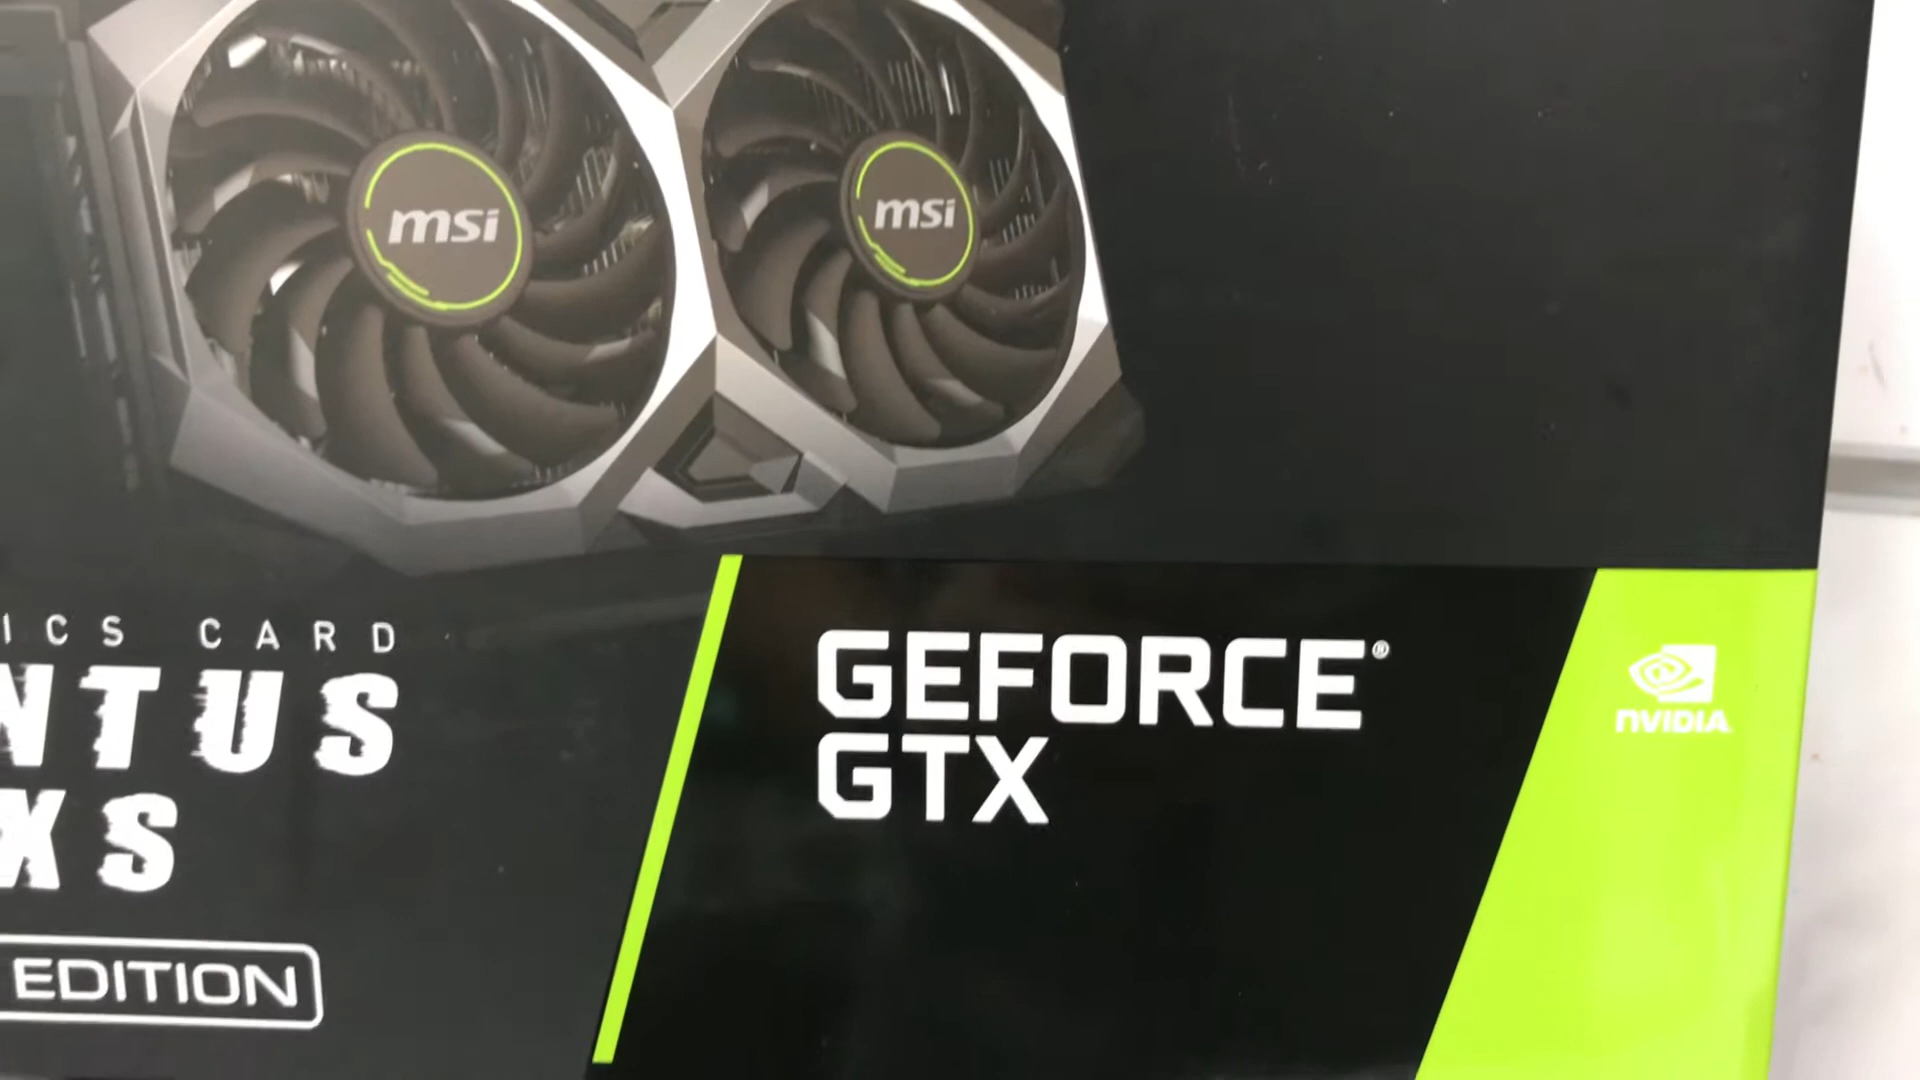 msi
msi
ICS CARD
NTUS
XS
EDITION
GEFORCE®
GTX
NVIDIA